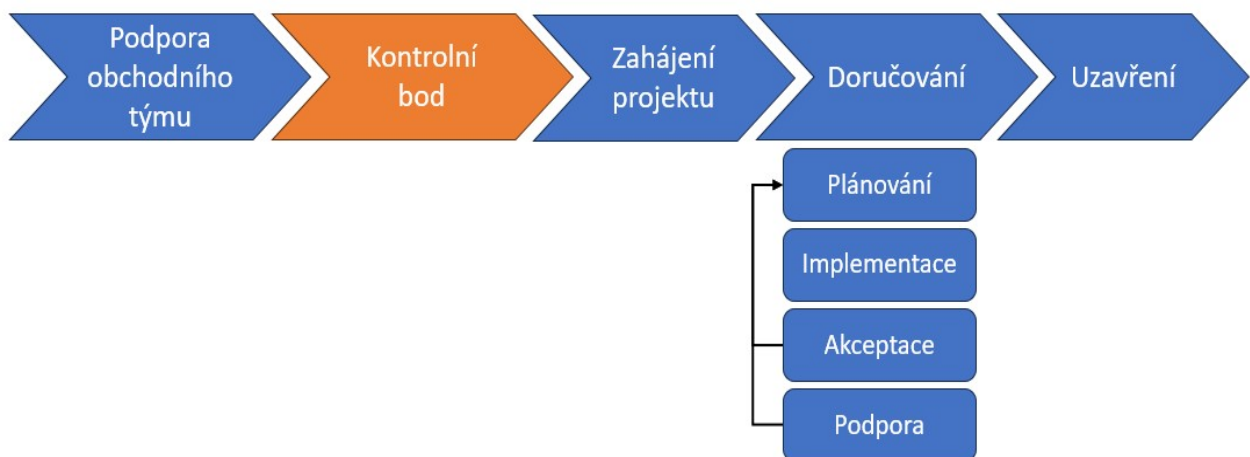 Podpora
obchodního
týmu
Kontrolní
bod
Zahájení
projektu
Doručování
Uzavření
Plánování
Implementace
Akceptace
Podpora